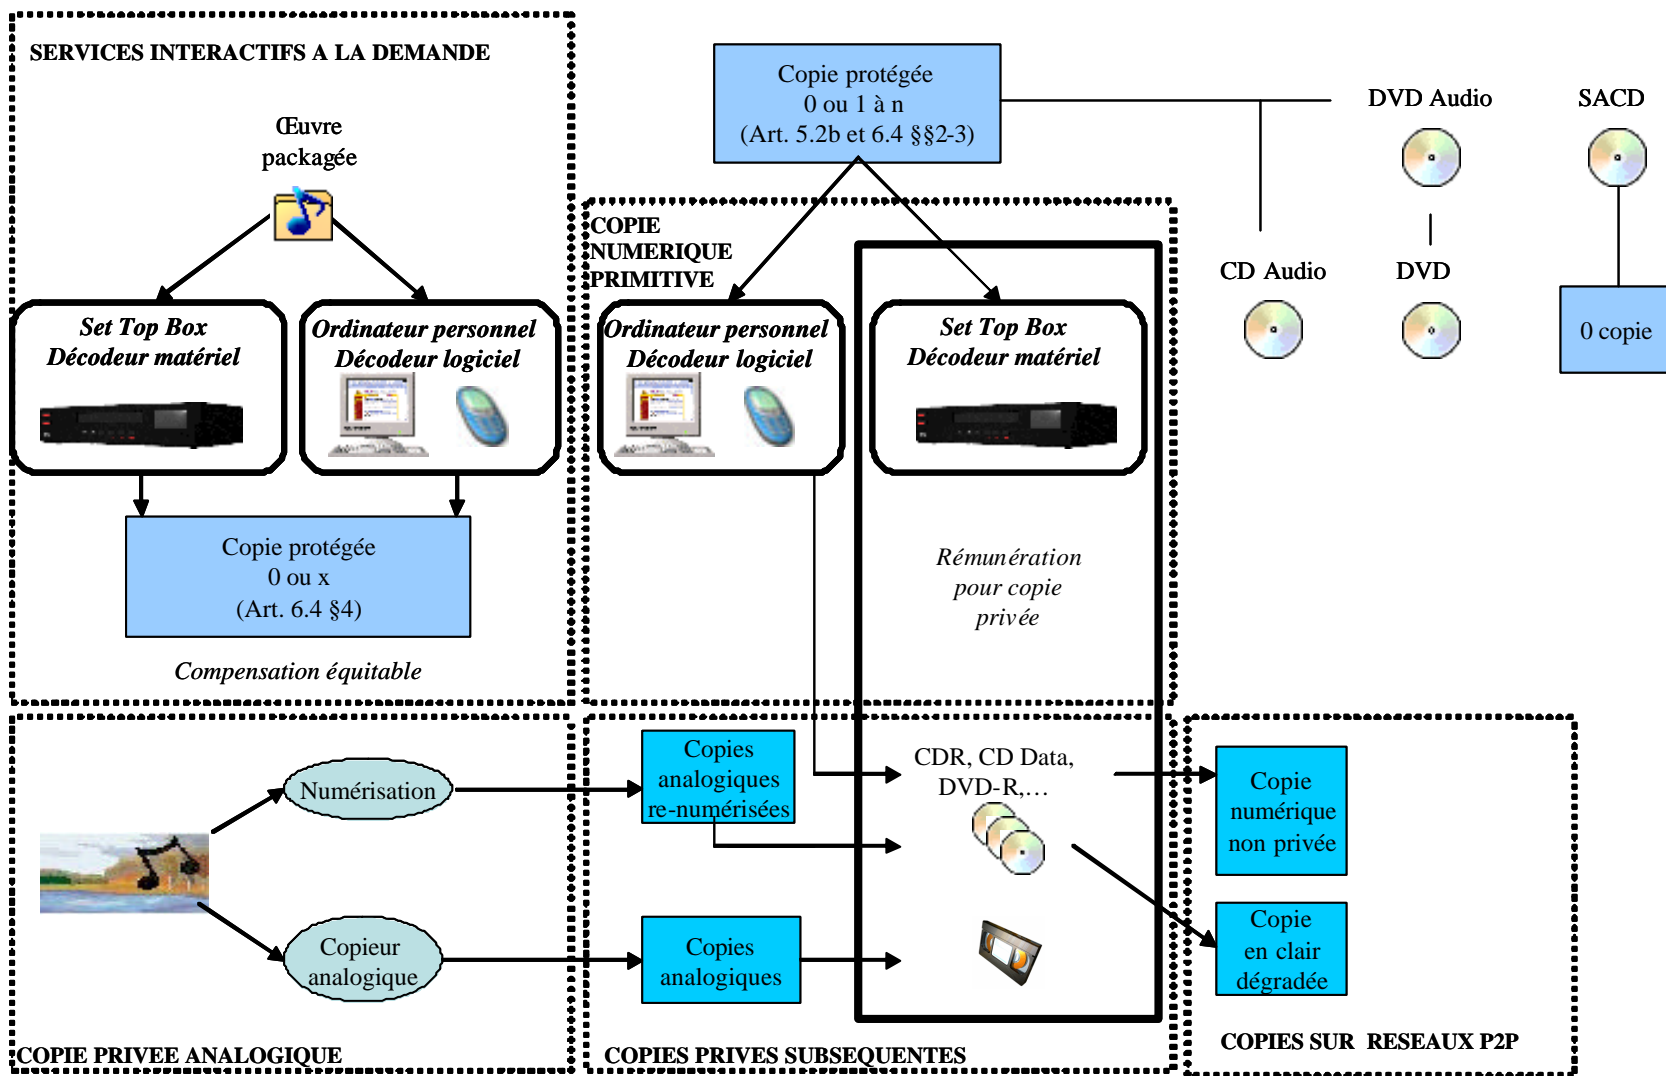 SERVICES INTERACTIFS A LA DEMANDE
Œuvre
packagée
Set Top Box
Décodeur matériel
Ordinateur personnel
Décodeur logiciel
Copie protégée
0 ou x
(Art. 6.4 §4)
Compensation équitable
Copie protégée
0 ou 1 à n
(Art. 5.2b et 6.4 §§2-3)
COPIE
NUMERIQUE
PRIMITIVE
Ordinateur personnel
Décodeur logiciel
Set Top Box
Décodeur matériel
Rémunération
pour copie
privée
DVD Audio
SACD
CD Audio
DVD
0 copie
Numérisation
Copieur
analogique
COPIE PRIVEE ANALOGIQUE
Copies
analogiques
re-numérisées
Copies
analogiques
CDR, CD Data,
DVD-R,…
COPIES PRIVES SUBSEQUENTES
Copie
numérique
non privée
Copie
en clair
dégradée
COPIES SUR RESEAUX P2P